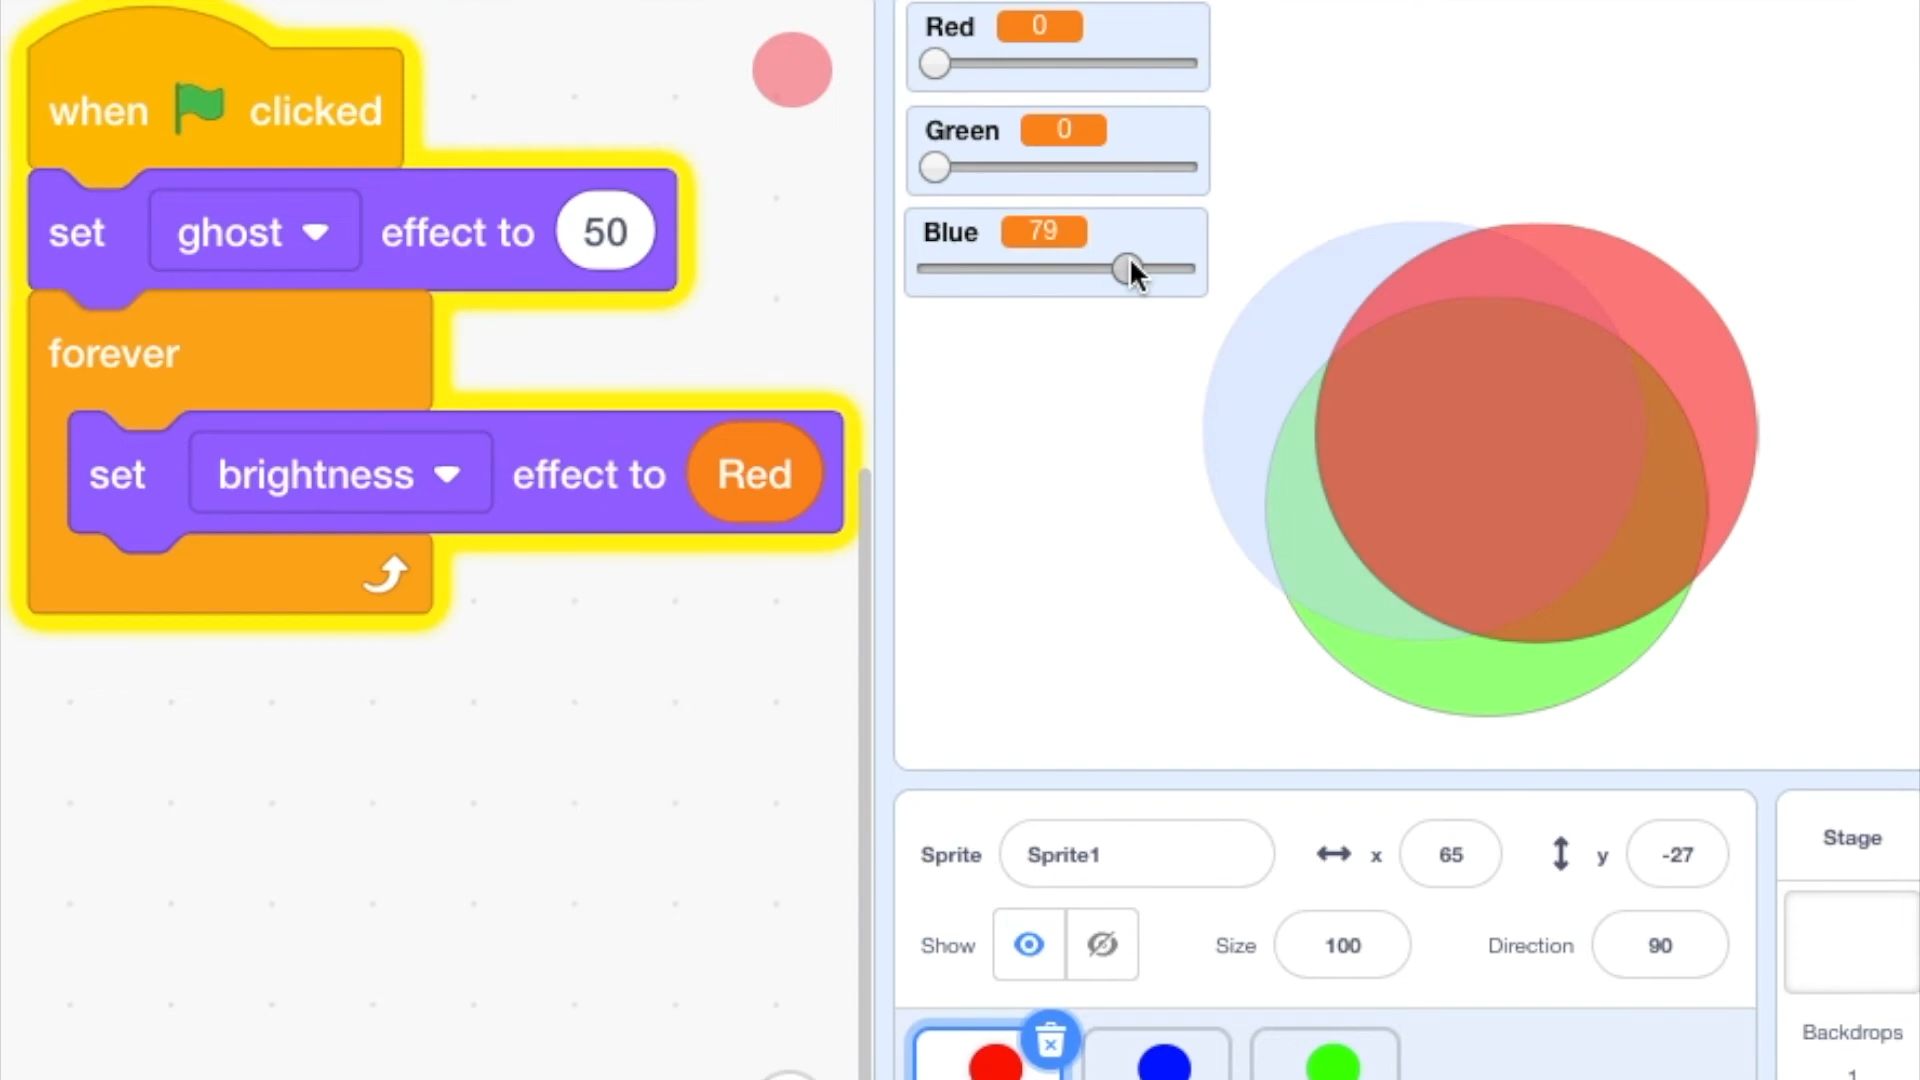 when clicked
set ghost effect to 50
forever
set brightness effect to Red
Red 0
Green 0
Blue 79
Sprite Sprite1 x 65 y -27
Show Size 100 Direction 90
Stage
Backdrops
1